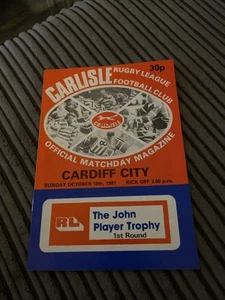 30p
CARLISLE
RUGBY LEAGUE
FOOTBALL CLUB
CARLISLE
OFFICIAL MATCHDAY MAGAZINE
CARDIFF CITY
SUNDAY OCTOBER 18th, 1981 KICK OFF 3.00 p.m.
RL
The John
Player Trophy
1st Round